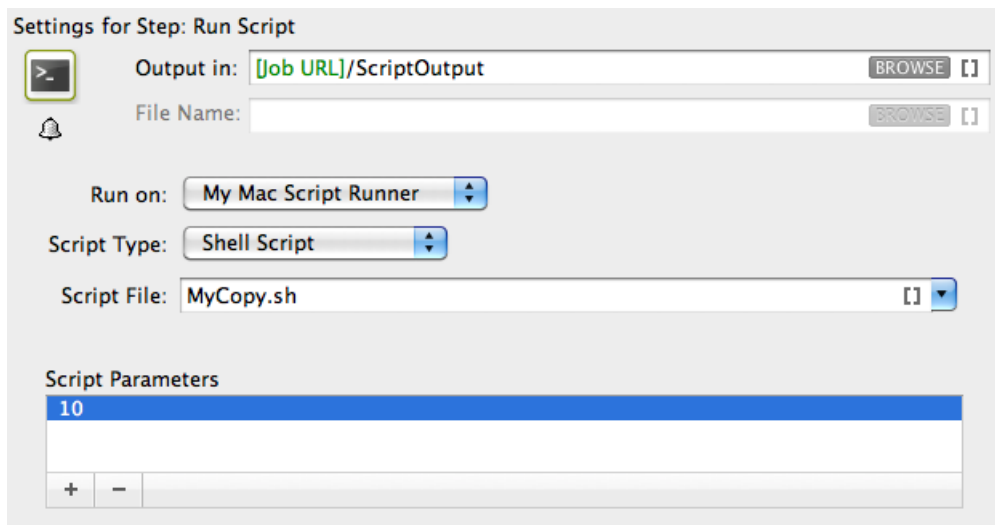 Settings for Step: Run Script
Output in: [Job URL]/ScriptOutput BROWSE []
File Name: BROWSE []
Run on: My Mac Script Runner
Script Type: Shell Script
Script File: MyCopy.sh []
Script Parameters
10
+ −